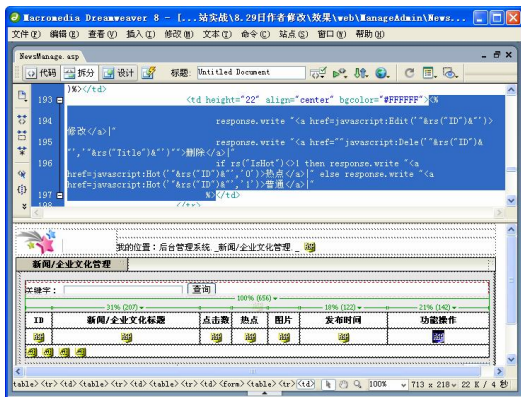 Macromedia Dreamweaver 8 - [...站实战\8.29日作者修改\效果\web\ManageAdmin\News...
文件(F) 编辑(E) 查看(V) 插入(I) 修改(M) 文本(T) 命令(C) 站点(S) 窗口(W) 帮助(H)
NewsManage.asp
代码 拆分 设计 标题: Untitled Document
)%></td>
193 <td height="22" align="center" bgcolor="#FFFFFF"><%
194 response.write "<a href=javascript:Edit('"&rs("ID")&"')>
修改</a>|"
195 response.write "<a href=""javascript:Dele('"&rs("ID")&
"','"&rs("Title")&"')"">删除</a>|"
196 if rs("IsHot")<>1 then response.write "<a
href=javascript:Hot('"&rs("ID")&"','0')>热点</a>|" else response.write "<a
href=javascript:Hot('"&rs("ID")&"','1')>普通</a>|"
197 %></td>
198 </tr>
我的位置:后台管理系统 _新闻/企业文化管理 _
新闻/企业文化管理
关键字: 查询
100% (656)
31% (207) 19% (122) 21% (142)
ID 新闻/企业文化标题 点击数 热点 图片 发布时间 功能操作
table> <tr> <td> <table> <tr> <td> <table> <tr> <td> <form> <table> <tr> <td> 100% 713 x 218 22 K / 4 秒